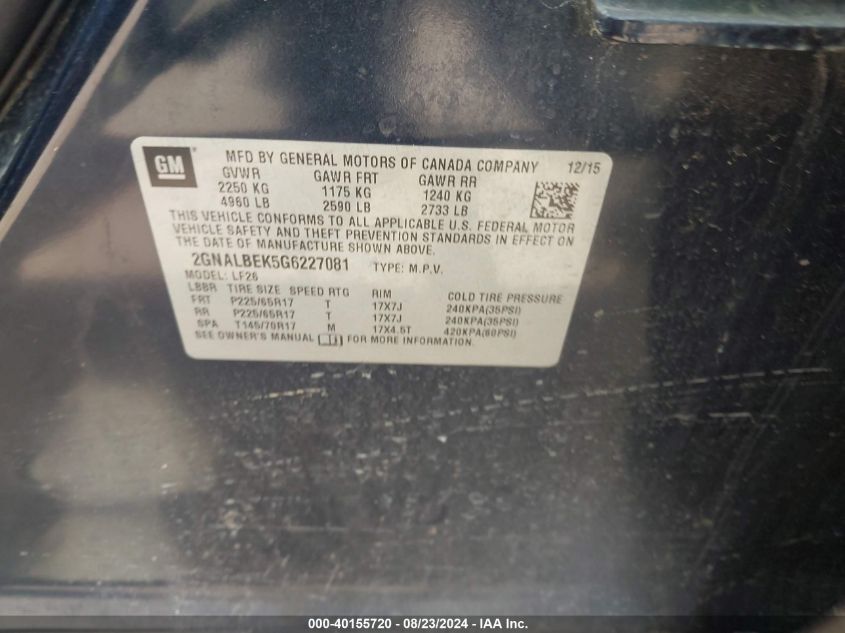 GM
MFD BY GENERAL MOTORS OF CANADA COMPANY 12/15
GVWR GAWR FRT GAWR RR
2250 KG 1175 KG 1240 KG
4960 LB 2590 LB 2733 LB
THIS VEHICLE CONFORMS TO ALL APPLICABLE U.S. FEDERAL MOTOR
VEHICLE SAFETY AND THEFT PREVENTION STANDARDS IN EFFECT ON
THE DATE OF MANUFACTURE SHOWN ABOVE.
2GNALBEK5G6227081 TYPE: M.P.V.
MODEL: LF26
LBBR TIRE SIZE SPEED RTG RIM COLD TIRE PRESSURE
FRT P225/65R17 T 17X7J 240KPA(35PSI)
RR P225/65R17 T 17X7J 240KPA(35PSI)
SPA T145/70R17 M 17X4.5T 420KPA(60PSI)
SEE OWNER'S MANUAL FOR MORE INFORMATION.
000-40155720 - 08/23/2024 - IAA Inc.